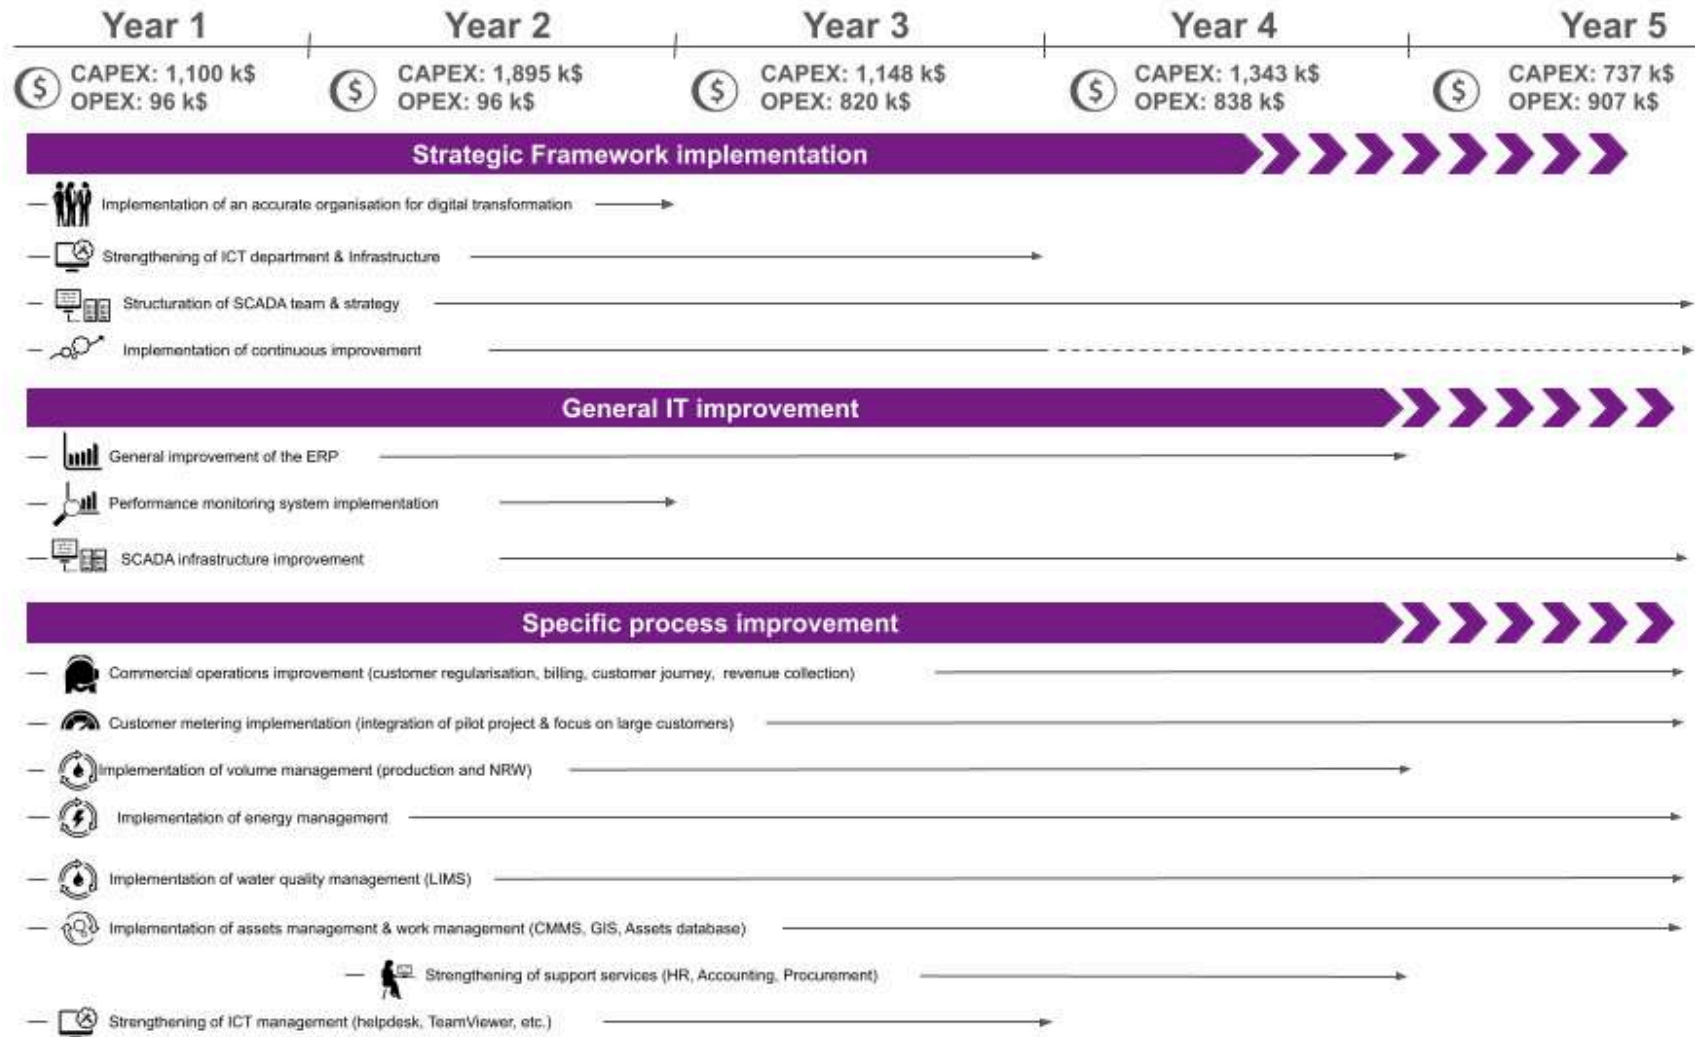 Year 1 Year 2 Year 3 Year 4 Year 5
CAPEX: 1,100 k$ CAPEX: 1,895 k$ CAPEX: 1,148 k$ CAPEX: 1,343 k$ CAPEX: 737 k$
OPEX: 96 k$ OPEX: 96 k$ OPEX: 820 k$ OPEX: 838 k$ OPEX: 907 k$
Strategic Framework implementation
Implementation of an accurate organisation for digital transformation
Strengthening of ICT department & Infrastructure
Structuration of SCADA team & strategy
Implementation of continuous improvement
General IT improvement
General improvement of the ERP
Performance monitoring system implementation
SCADA infrastructure improvement
Specific process improvement
Commercial operations improvement (customer regularisation, billing, customer journey, revenue collection)
Customer metering implementation (integration of pilot project & focus on large customers)
Implementation of volume management (production and NRW)
Implementation of energy management
Implementation of water quality management (LIMS)
Implementation of assets management & work management (CMMS, GIS, Assets database)
Strengthening of support services (HR, Accounting, Procurement)
Strengthening of ICT management (helpdesk, TeamViewer, etc.)